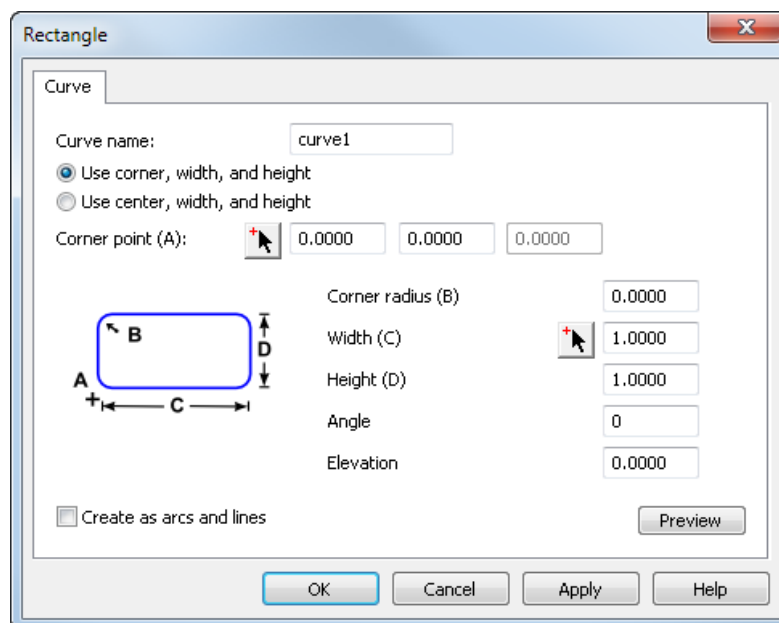 Rectangle
X
Curve
Curve name: curve1
Use corner, width, and height
Use center, width, and height
Corner point (A): 0.0000 0.0000 0.0000
Corner radius (B) 0.0000
B
Width (C) 1.0000
D
Height (D) 1.0000
A
C
Angle 0
Elevation 0.0000
Create as arcs and lines Preview
OK Cancel Apply Help